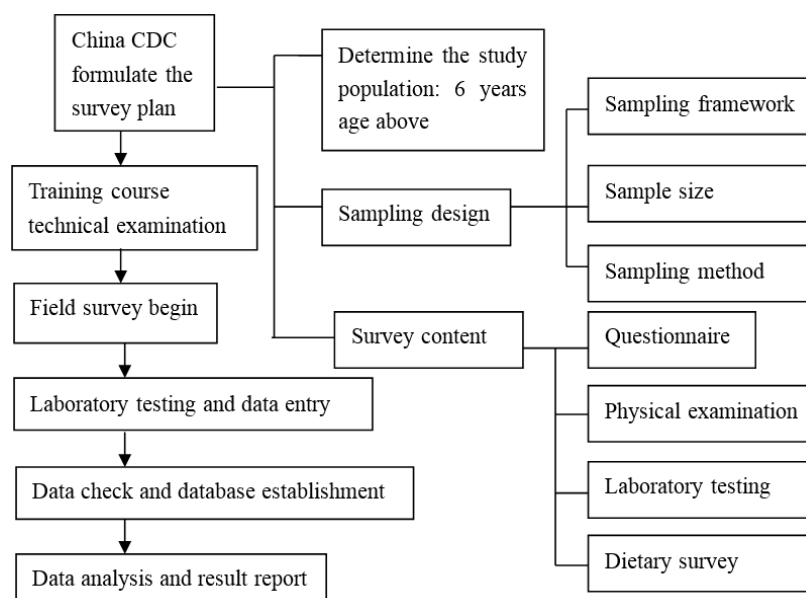 China CDC
formulate the
survey plan
Determine the study
population: 6 years
age above
Sampling framework
Training course
technical examination
Sampling design
Sample size
Sampling method
Field survey begin
Survey content
Questionnaire
Laboratory testing and data entry
Physical examination
Data check and database establishment
Laboratory testing
Data analysis and result report
Dietary survey